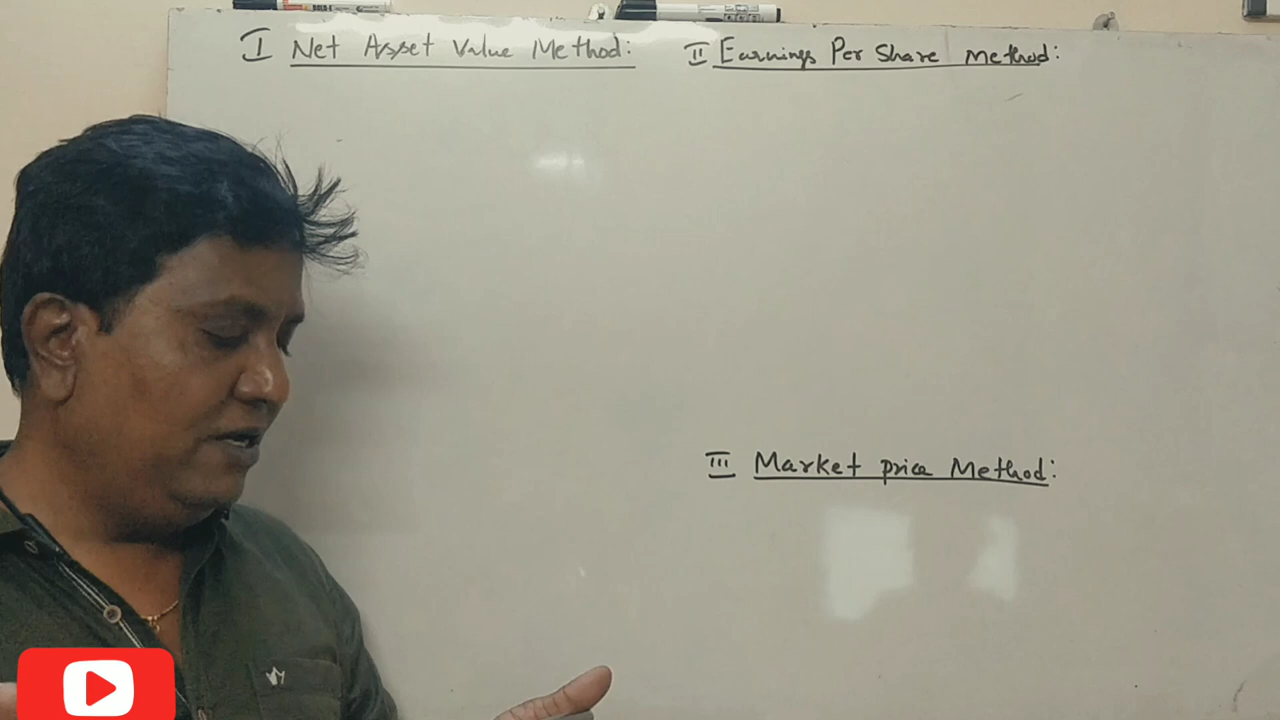 I Net Asset Value Method:
II Earnings Per Share Method:
III Market price Method: